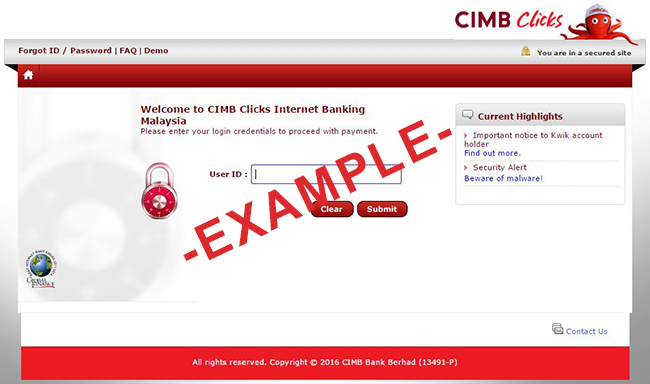 CIMB Clicks
Forgot ID / Password | FAQ | Demo
You are in a secured site
Welcome to CIMB Clicks Internet Banking
Malaysia
Please enter your login credentials to proceed with payment.
User ID :
Clear
Submit
-EXAMPLE-
Current Highlights
Important notice to Kwik account
holder
Find out more.
Security Alert
Beware of malware!
GLOBAL
FINANCE
Contact Us
All rights reserved. Copyright © 2016 CIMB Bank Berhad (13491-P)